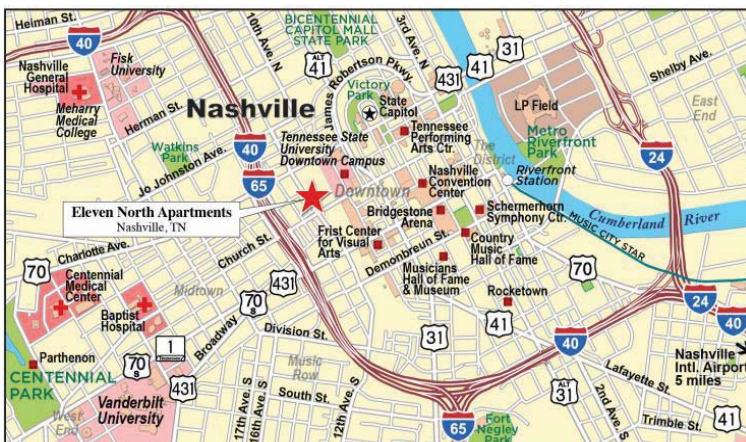 Heiman St.
40
Nashville
General
Hospital
Fisk
University
Meharry
Medical
College
Herman St.
Watkins
Park
Jo Johnston Ave.
10th Ave. N
BICENTENNIAL
CAPITOL MALL
STATE PARK
ALT
41
James Robertson Pkwy.
3rd Ave. N
431
41
31
Victory
Park
State
Capitol
Nashville
Tennessee State
University
Downtown Campus
Tennessee
Performing
Arts Ctr.
LP Field
Shelby Ave.
East
End
Metro
Riverfront
Park
24
40
65
Downtown
The
District
Riverfront
Station
Nashville
Convention
Center
Eleven North Apartments
Nashville, TN
Bridgestone
Arena
Schermerhorn
Symphony Ctr.
Cumberland River
MUSIC CITY STAR
Frist Center
for Visual
Arts
Country
Music
Hall of Fame
Demonbreun St.
Musicians
Hall of Fame
& Museum
Rocketown
70
Charlotte Ave.
Church St.
70
Centennial
Medical
Center
Midtown
431
70
S
Baptist
Hospital
Broadway
Division St.
31
41
40
24
40
Nashville
Intl. Airport
5 miles
1
Parthenon
CENTENNIAL
PARK
70
S
431
Music
Row
South St.
Vanderbilt
University
West
End
17th Ave. S
16th Ave. S
12th Ave. S
65
Fort
Negley
Park
ALT
31
2nd Ave. S
Lafayette St.
Trimble St.
41